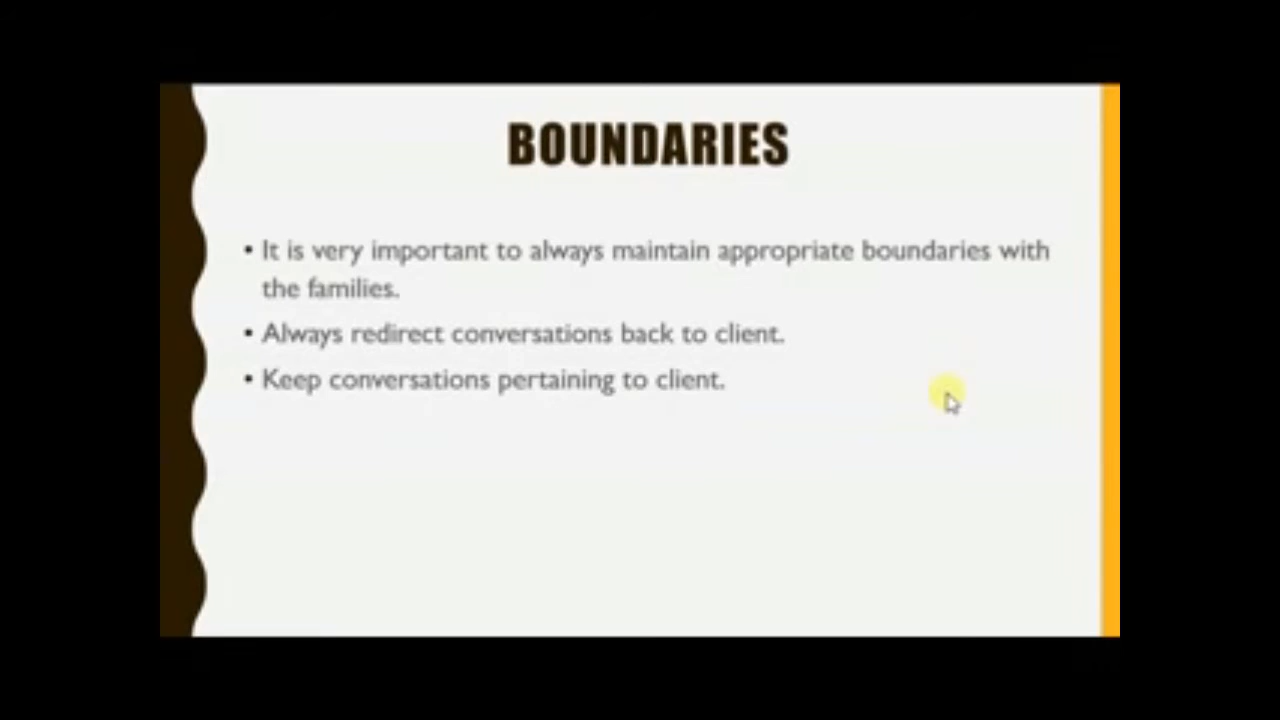 BOUNDARIES
• It is very important to always maintain appropriate boundaries with
the families.
• Always redirect conversations back to client.
• Keep conversations pertaining to client.